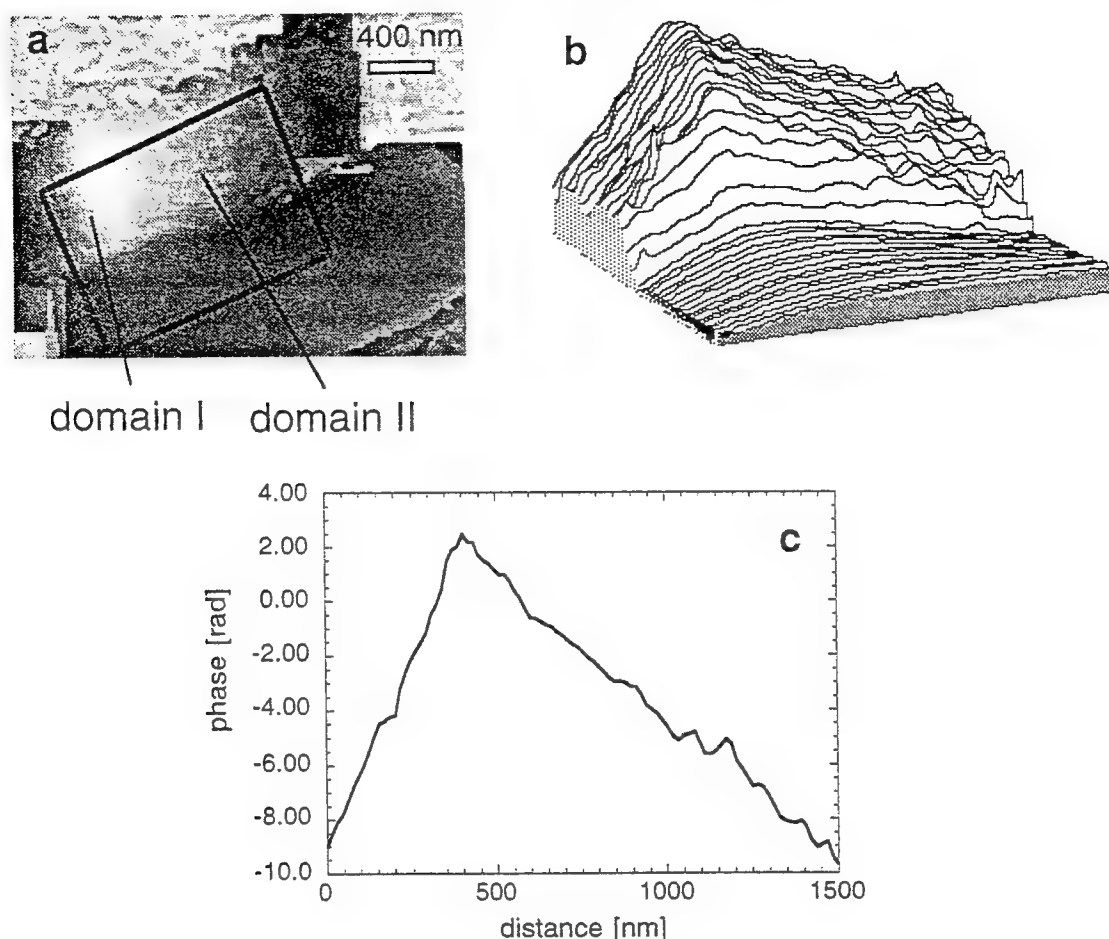 a
400 nm
b
domain I domain II
4.00
2.00
0.00
-2.00
-4.00
-6.00
-8.00
-10.0
phase [rad]
c
0 500 1000 1500
distance [nm]